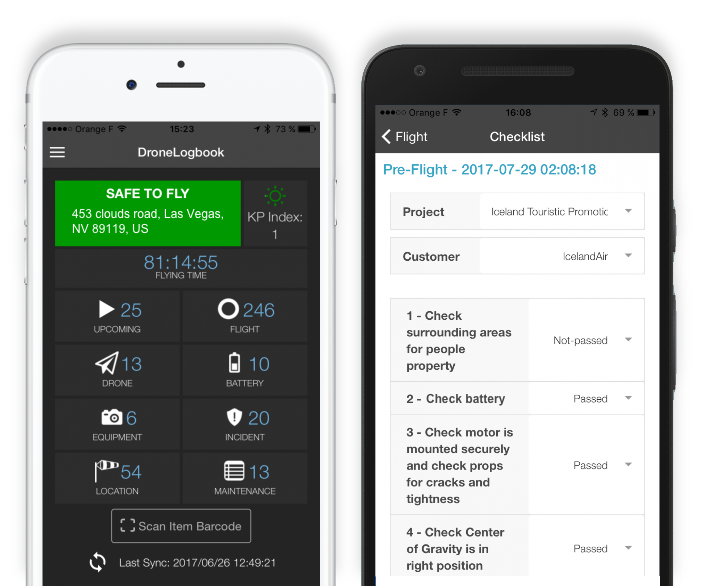 ●●●●○ Orange F 15:23 73 %
DroneLogbook
SAFE TO FLY
453 clouds road, Las Vegas,
NV 89119, US
KP Index:
1
81:14:55
FLYING TIME
25
UPCOMING
246
FLIGHT
13
DRONE
10
BATTERY
6
EQUIPMENT
20
INCIDENT
54
LOCATION
13
MAINTENANCE
Scan Item Barcode
Last Sync: 2017/06/26 12:49:21
●●●○○ Orange F 16:08 69 %
Flight Checklist
Pre-Flight - 2017-07-29 02:08:18
Project Iceland Touristic Promotic
Customer IcelandAir
1 - Check
surrounding areas
for people
property
Not-passed
2 - Check battery Passed
3 - Check motor is
mounted securely
and check props
for cracks and
tightness
Passed
4 - Check Center
of Gravity is in
right position
Passed